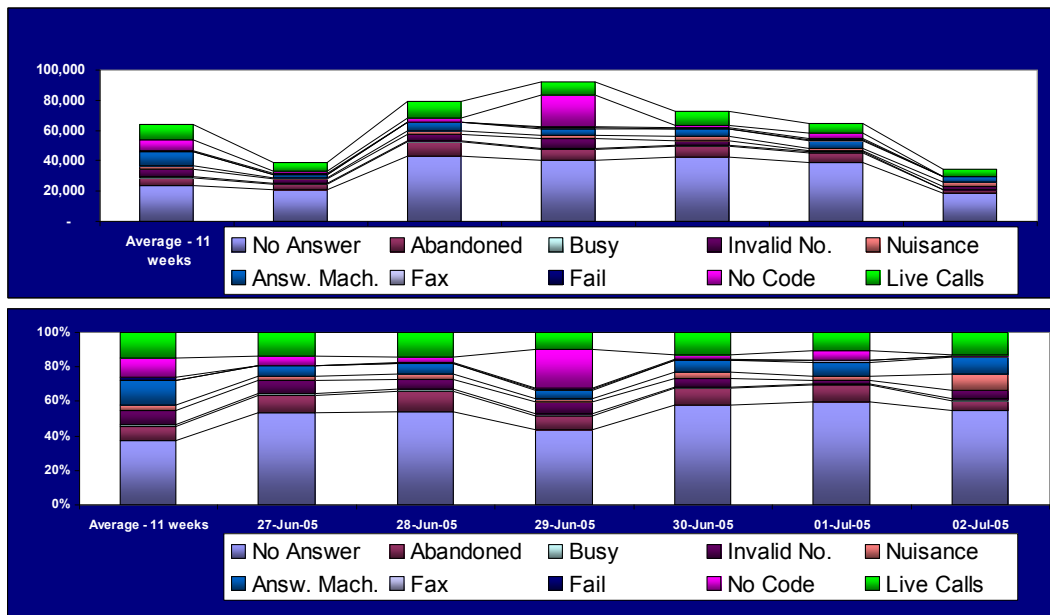 100,000
80,000
60,000
40,000
20,000
-
Average - 11
weeks
No Answer Abandoned Busy Invalid No. Nuisance
Answ. Mach. Fax Fail No Code Live Calls
100%
80%
60%
40%
20%
0%
Average - 11 weeks 27-Jun-05 28-Jun-05 29-Jun-05 30-Jun-05 01-Jul-05 02-Jul-05
No Answer Abandoned Busy Invalid No. Nuisance
Answ. Mach. Fax Fail No Code Live Calls